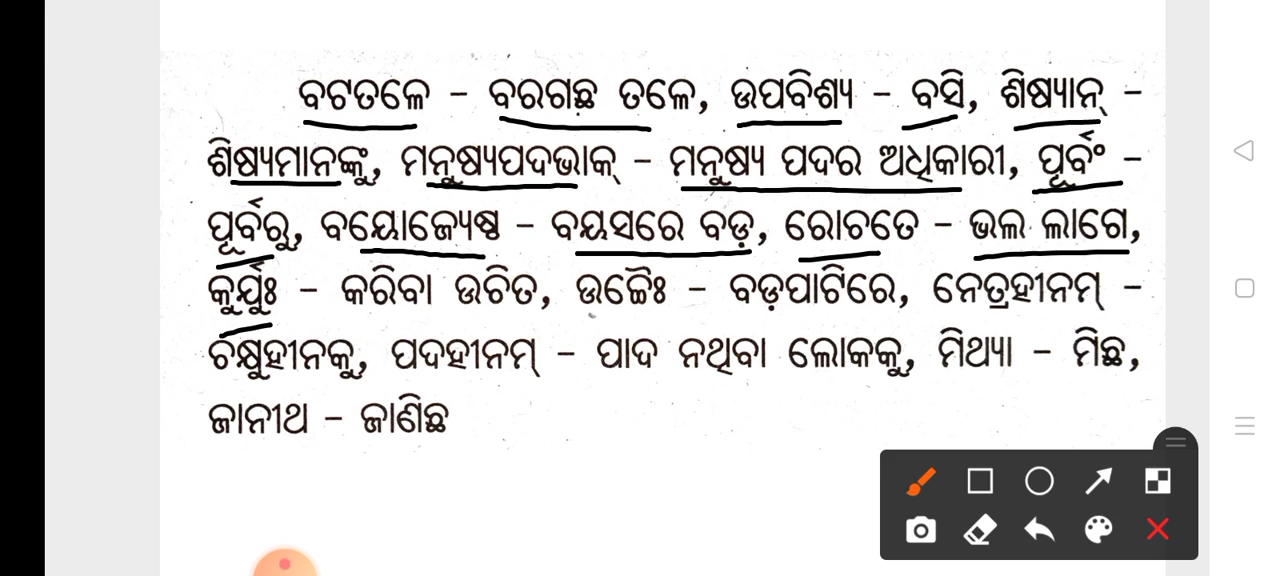 ବଟତଳେ – ବରଗଛ ତଳେ, ଉପବିଶ୍ୟ – ବସି, ଶିଷ୍ୟାନ୍ –
ଶିଷ୍ୟମାନଙ୍କୁ, ମନୁଷ୍ୟପଦଭାକ୍ – ମନୁଷ୍ୟ ପଦର ଅଧିକାରୀ, ପୂର୍ବଂ –
ପୂର୍ବରୁ, ବୟୋଜ୍ୟେଷ୍ଠ – ବୟସରେ ବଡ଼, ରୋଚତେ – ଭଲ ଲାଗେ,
କୁର୍ଯ୍ୟୁଃ – କରିବା ଉଚିତ, ଉଚ୍ଚୈଃ – ବଡ଼ପାଟିରେ, ନେତ୍ରହୀନମ୍ –
ଚକ୍ଷୁହୀନକୁ, ପଦହୀନମ୍ – ପାଦ ନଥିବା ଲୋକକୁ, ମିଥ୍ୟା – ମିଛ,
ଜାନୀଥ – ଜାଣିଛ